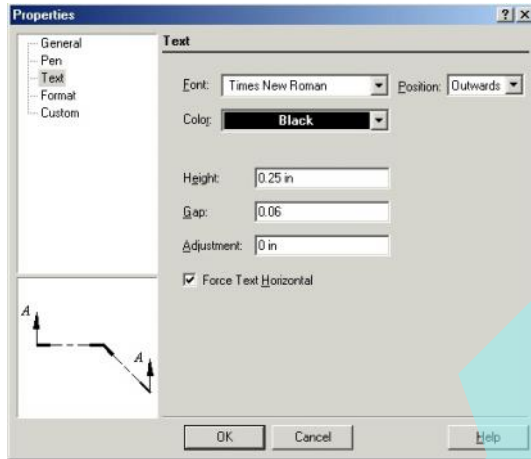 Properties
General
Pen
Text
Format
Custom
Text
Font: Times New Roman Position: Outwards
Color: Black
Height: 0.25 in
Gap: 0.06
Adjustment: 0 in
Force Text Horizontal
A
A
OK Cancel Help